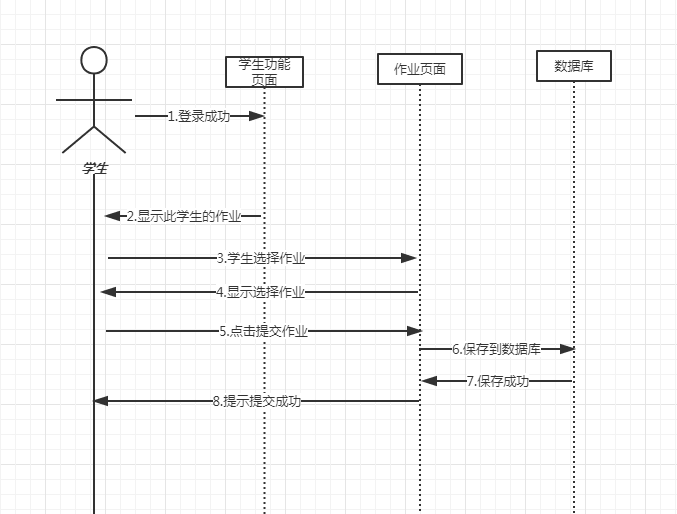 学生功能
页面
作业页面
数据库
1.登录成功
学生
2.显示此学生的作业
3.学生选择作业
4.显示选择作业
5.点击提交作业
6.保存到数据库
7.保存成功
8.提示提交成功